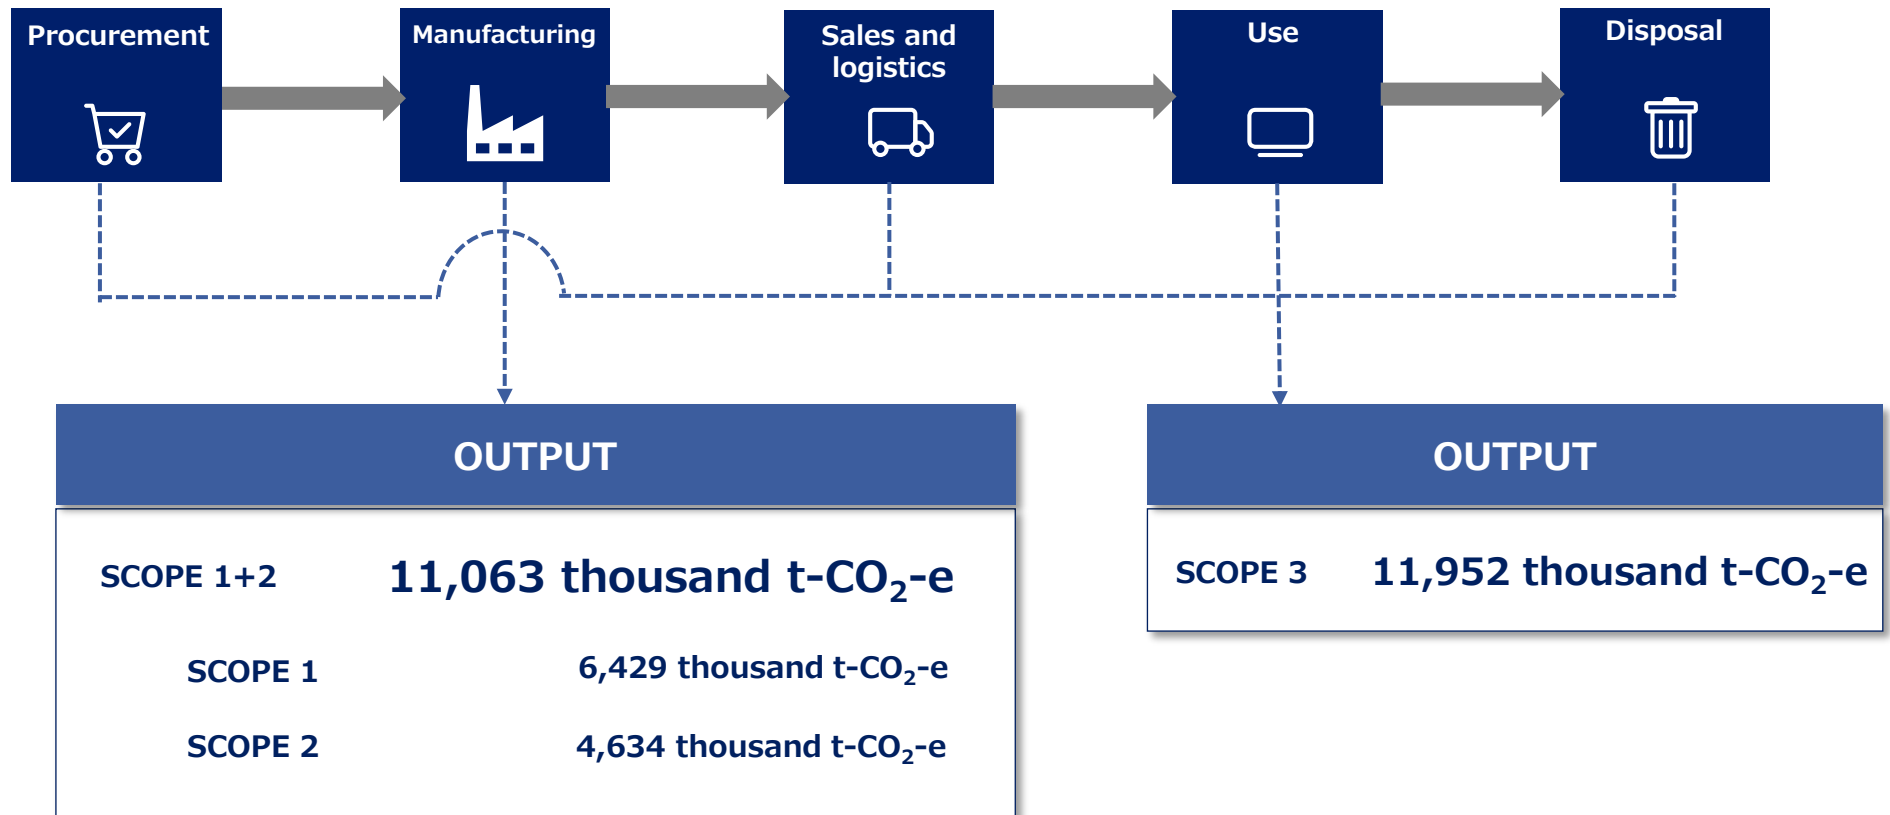 Procurement
Manufacturing
Sales and
logistics
Use
Disposal
OUTPUT
SCOPE 1+2 11,063 thousand t-CO₂-e
SCOPE 1 6,429 thousand t-CO₂-e
SCOPE 2 4,634 thousand t-CO₂-e
OUTPUT
SCOPE 3 11,952 thousand t-CO₂-e